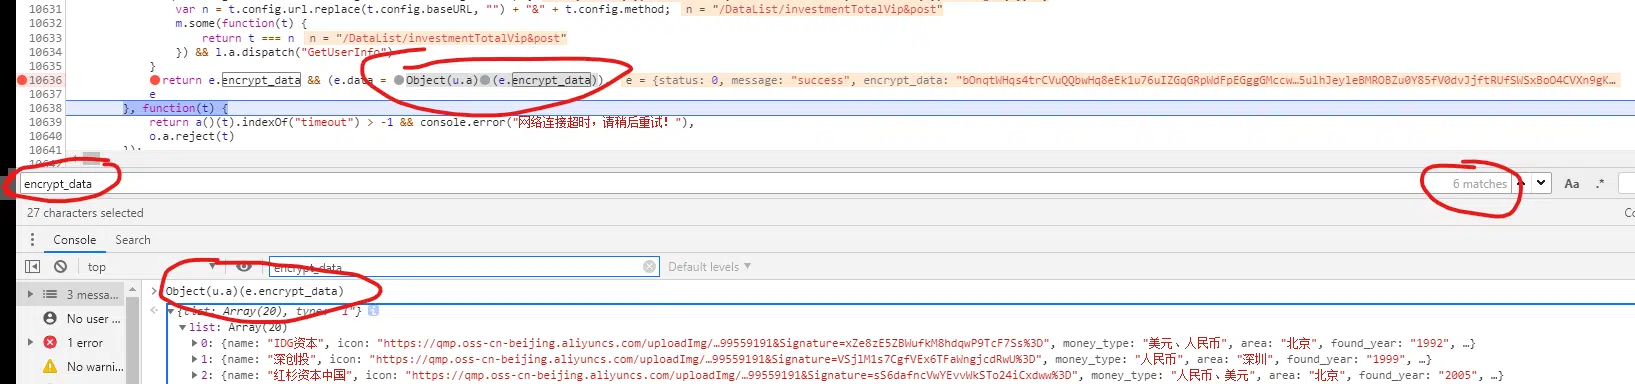 10631 var n = t.config.url.replace(t.config.baseURL, "") + "&" + t.config.method; n = "/DataList/investmentTotalVip&post"
10632 m.some(function(t) {
10633 return t === n n = "/DataList/investmentTotalVip&post"
10634 }) && l.a.dispatch("GetUserInfo")
10635 }
10636 return e.encrypt_data && (e.data = Object(u.a)(e.encrypt_data)), e = {status: 0, message: "success", encrypt_data: "bOnqtWHqs4trCVuQQbwHq8eEk1u76uIZGqGRpWdFpEGggGMccw…5ulhJey1eBMROBZu0Y85fV0dvJjftRUfSWSxBoO4CVXn9gK…
10637 e
10638 }, function(t) {
10639 return a()(t).indexOf("timeout") > -1 && console.error("网络连接超时，请稍后重试！"),
10640 o.a.reject(t)
10641 });
encrypt_data 6 matches Aa .*
27 characters selected Co
Console Search
top encrypt_data Default levels ▼
3 messa... > Object(u.a)(e.encrypt_data)
{list: Array(20), type: "1"}
No user ... list: Array(20)
1 error 0: {name: "IDG资本", icon: "https://qmp.oss-cn-beijing.aliyuncs.com/uploadImg/…99559191&Signature=xZe8zE5ZBWufkM8hdqwP9TcF7Ss%3D", money_type: "美元、人民币", area: "北京", found_year: "1992", …}
1: {name: "深创投", icon: "https://qmp.oss-cn-beijing.aliyuncs.com/uploadImg/…99559191&Signature=VSjlMls7CgfVEx6TFaWngjcdRwU%3D", money_type: "人民币", area: "深圳", found_year: "1999", …}
No warni... 2: {name: "红杉资本中国", icon: "https://qmp.oss-cn-beijing.aliyuncs.com/uploadImg/…99559191&Signature=sS6dafncVwYEvvWkSTo24iCxdww%3D", money_type: "人民币、美元", area: "北京", found_year: "2005", …}